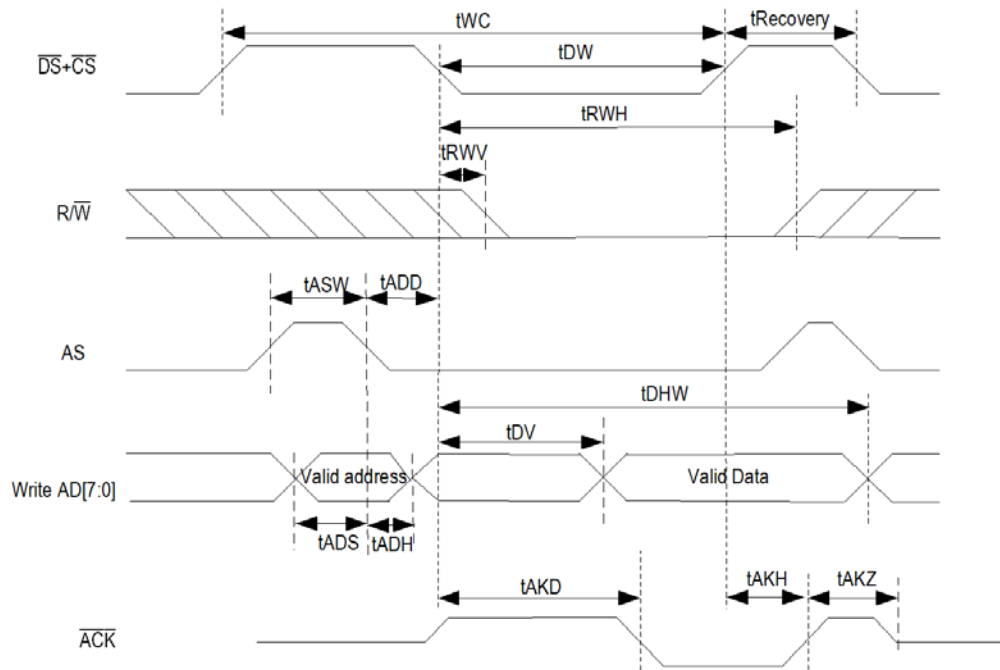 tWC
tRecovery
DS+CS
tDW
tRWH
tRWV
R/W
tASW
tADD
AS
tDHW
tDV
Write AD[7:0]
Valid address
Valid Data
tADS
tADH
tAKD
tAKH
tAKZ
ACK